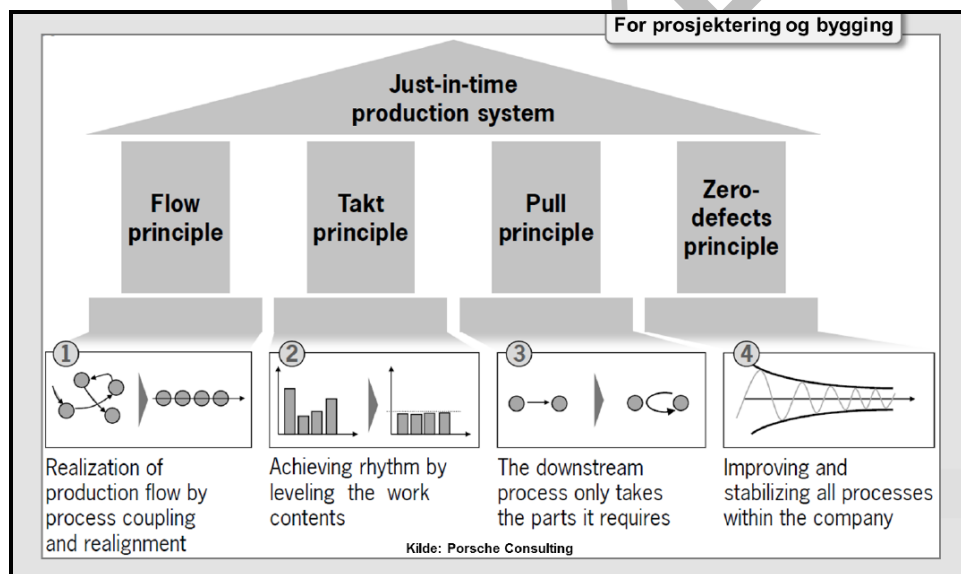 For prosjektering og bygging
Just-in-time
production system
Flow
principle
Takt
principle
Pull
principle
Zero-
defects
principle
1
2
3
4
Realization of
production flow by
process coupling
and realignment
Achieving rhythm by
leveling the work
contents
The downstream
process only takes
the parts it requires
Improving and
stabilizing all processes
within the company
Kilde: Porsche Consulting